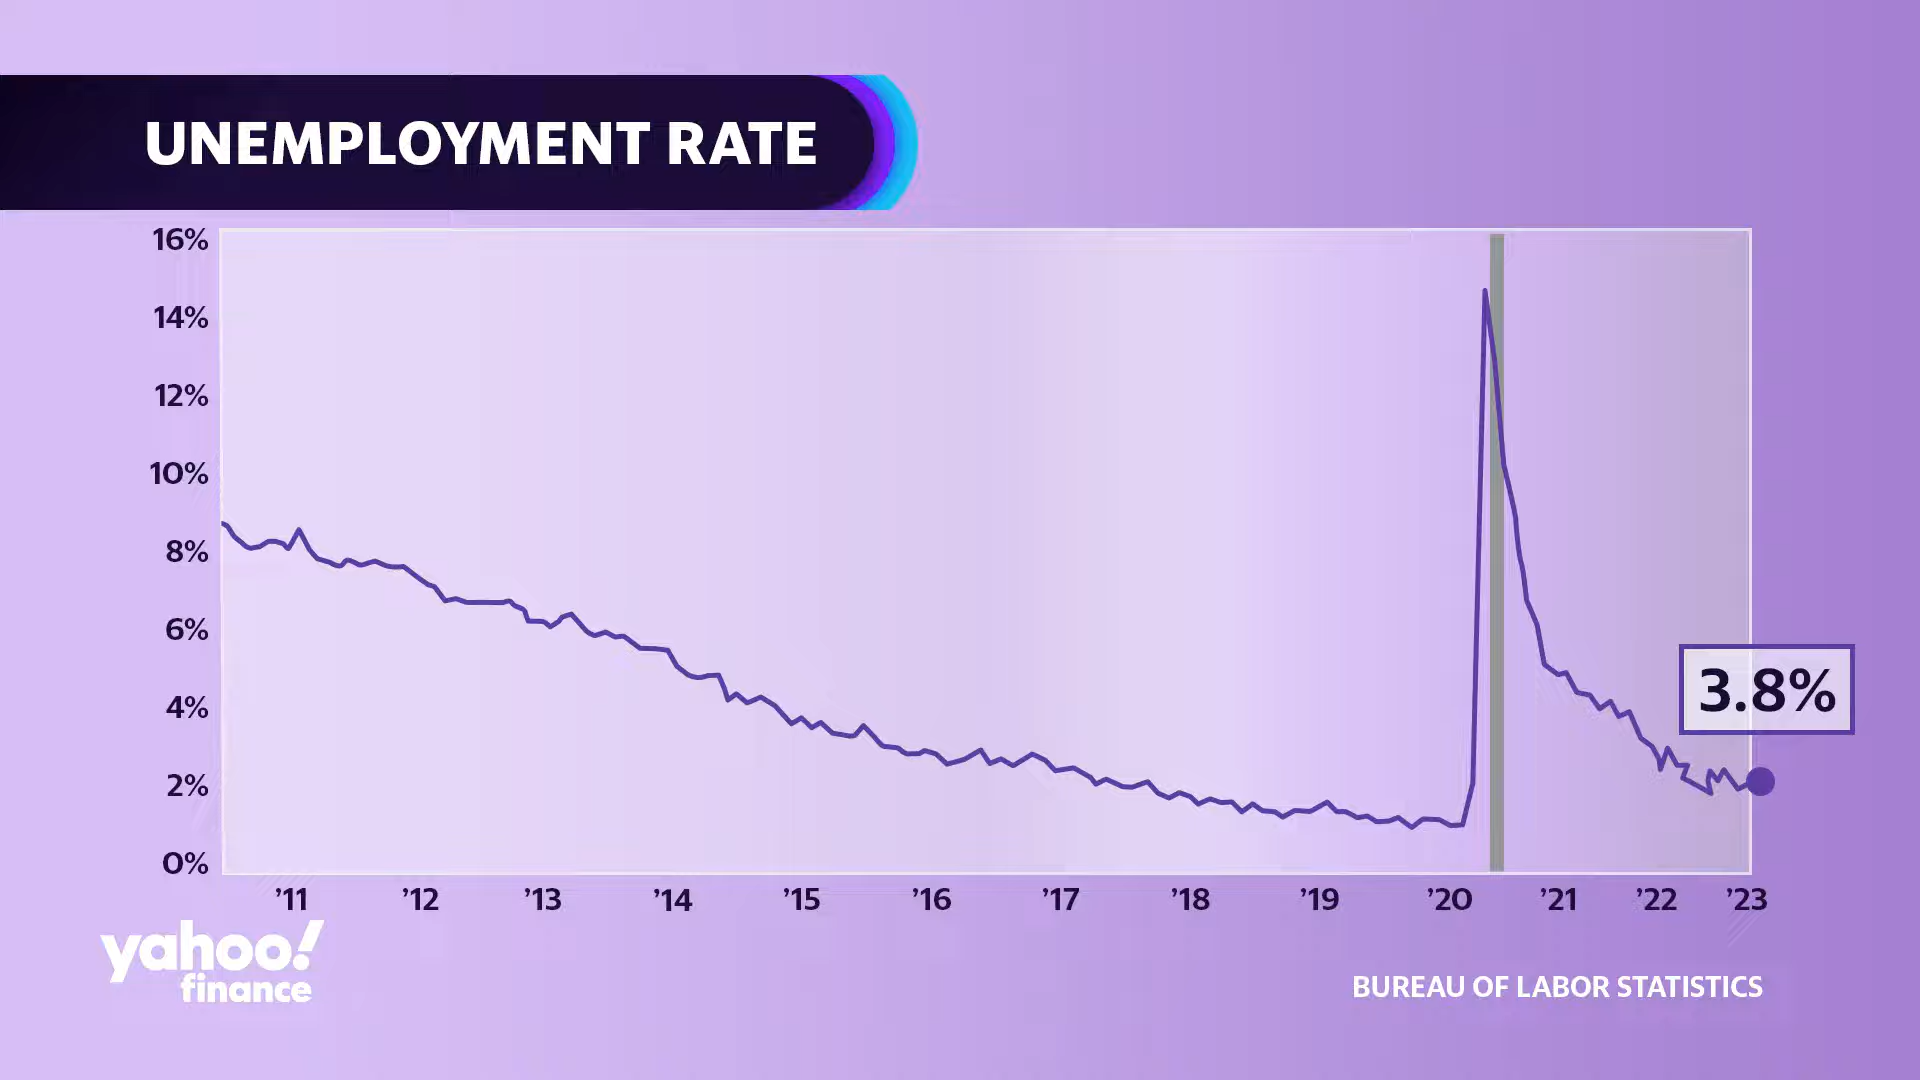 UNEMPLOYMENT RATE
16%
14%
12%
10%
8%
6%
4%
2%
0%
3.8%
’11 ’12 ’13 ’14 ’15 ’16 ’17 ’18 ’19 ’20 ’21 ’22 ’23
yahoo!
finance
BUREAU OF LABOR STATISTICS